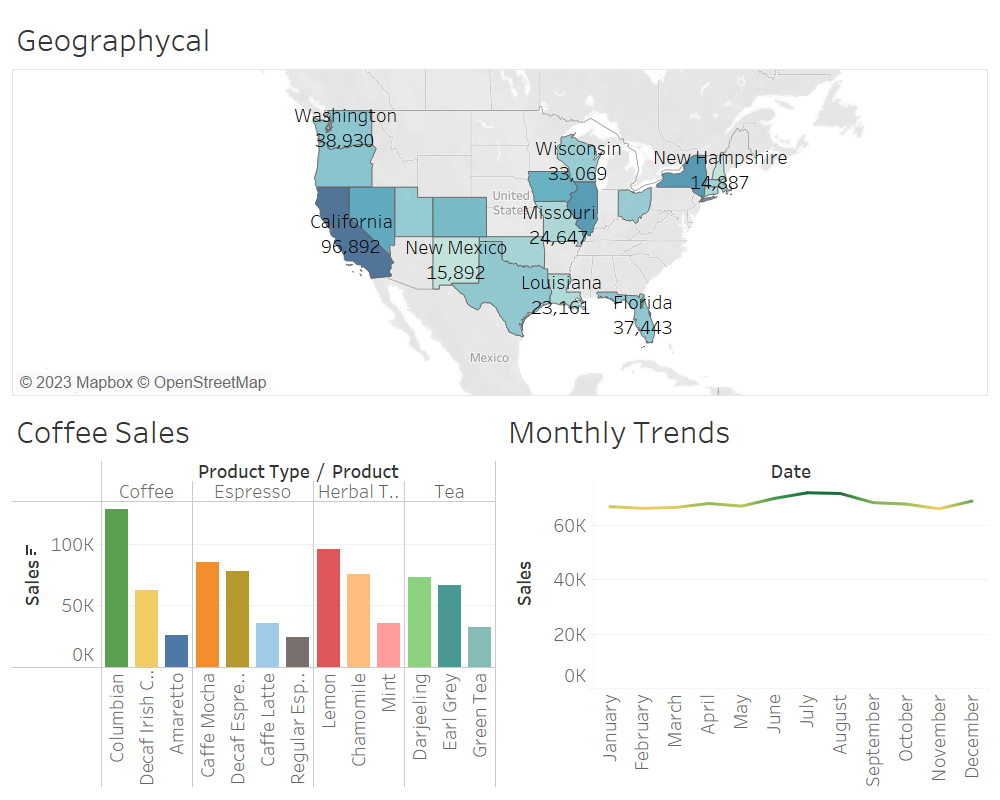 Geographycal
Washington
38,930
Wisconsin
33,069
New Hampshire
14,887
United
States
Missouri
24,647
California
96,892
New Mexico
15,892
Louisiana
23,161
Florida
37,443
Mexico
© 2023 Mapbox © OpenStreetMap
Coffee Sales
Product Type / Product
Coffee
Espresso
Herbal T..
Tea
Sales
100K
50K
0K
Columbian
Decaf Irish C..
Amaretto
Caffe Mocha
Decaf Espre..
Caffe Latte
Regular Esp..
Lemon
Chamomile
Mint
Darjeeling
Earl Grey
Green Tea
Monthly Trends
Date
Sales
60K
40K
20K
0K
January
February
March
April
May
June
July
August
September
October
November
December